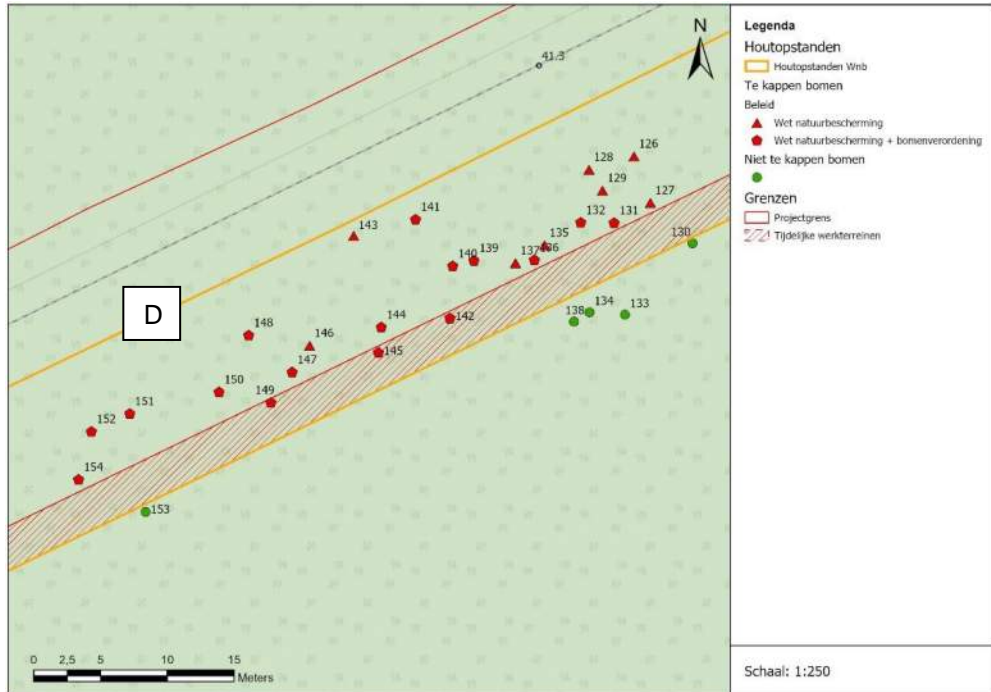 N
41.3
126
128
129
127
141
132
131
143
135
130
139
140
137
136
D
134
133
138
148
144
142
146
145
147
150
149
151
152
154
153
0 2,5 5 10 15
Meters
Legenda
Houtopstanden
Houtopstanden Wnb
Te kappen bomen
Beleid
Wet natuurbescherming
Wet natuurbescherming + bomenverordening
Niet te kappen bomen
Grenzen
Projectgrens
Tijdelijke werkterreinen
Schaal: 1:250